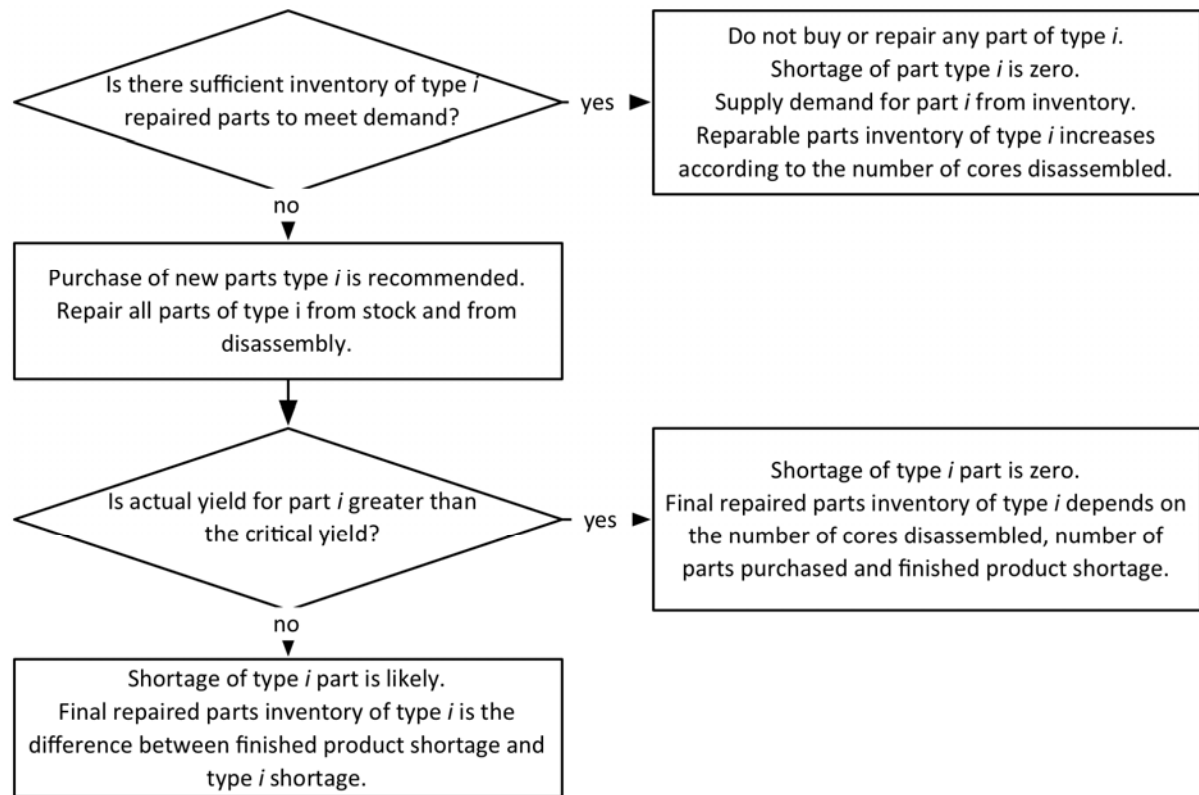 Is there sufficient inventory of type i
repaired parts to meet demand?
yes
Do not buy or repair any part of type i.
Shortage of part type i is zero.
Supply demand for part i from inventory.
Reparable parts inventory of type i increases
according to the number of cores disassembled.
no
Purchase of new parts type i is recommended.
Repair all parts of type i from stock and from
disassembly.
Is actual yield for part i greater than
the critical yield?
yes
Shortage of type i part is zero.
Final repaired parts inventory of type i depends on
the number of cores disassembled, number of
parts purchased and finished product shortage.
no
Shortage of type i part is likely.
Final repaired parts inventory of type i is the
difference between finished product shortage and
type i shortage.